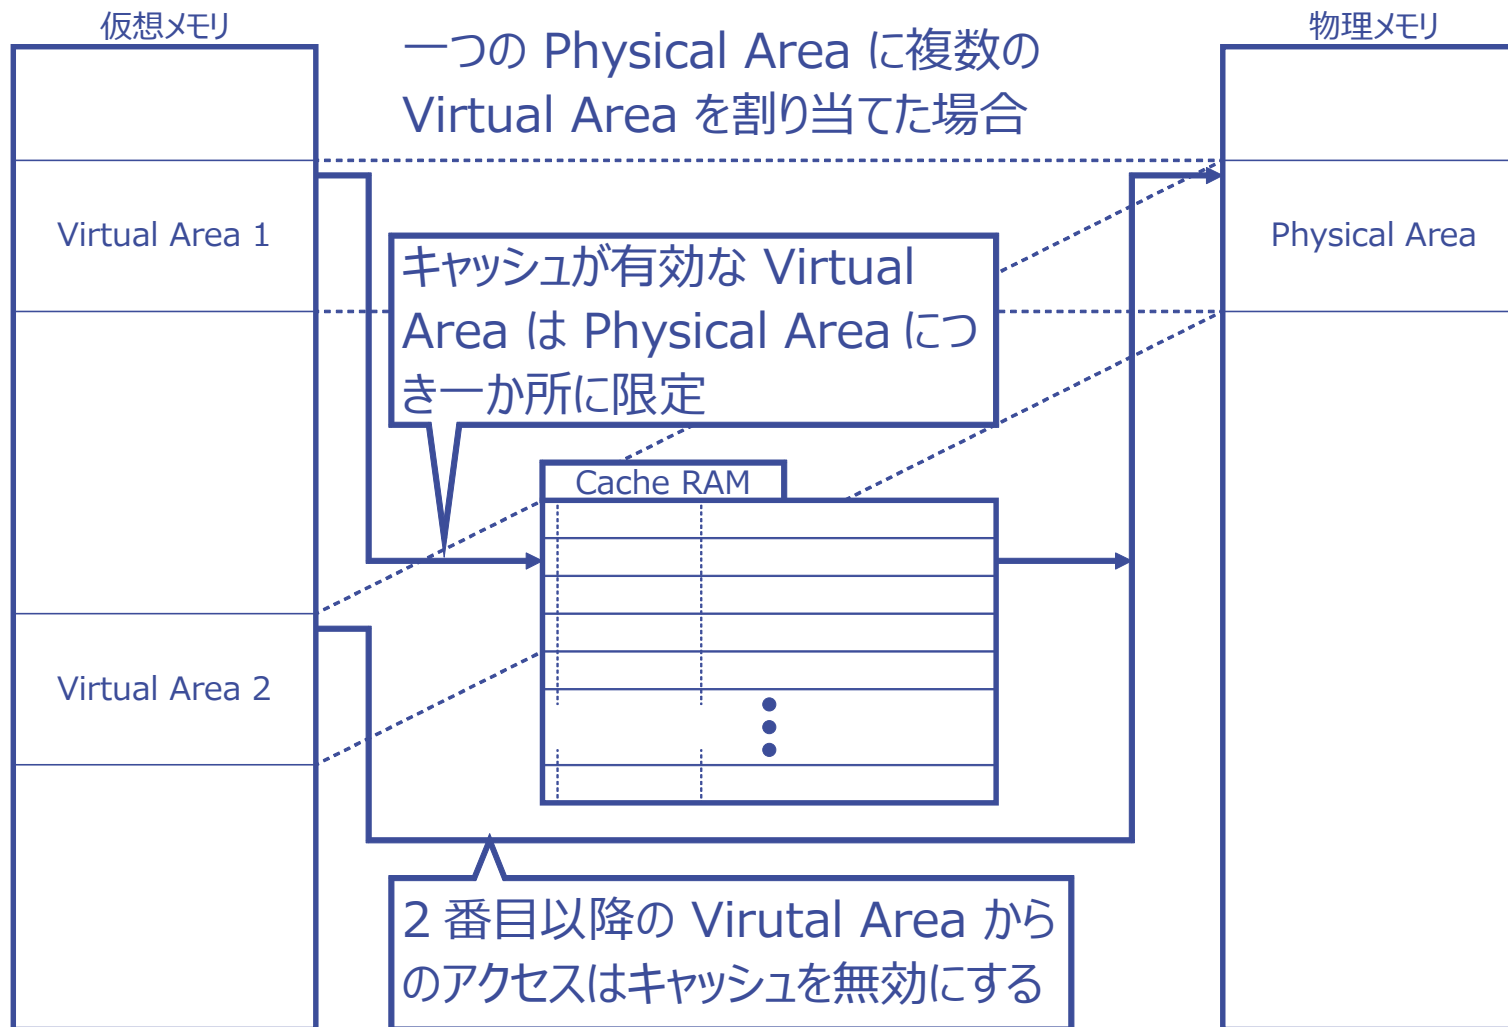 仮想メモリ
物理メモリ
一つの Physical Area に複数の
Virtual Area を割り当てた場合
Virtual Area 1
Physical Area
キャッシュが有効な Virtual
Area は Physical Area につ
き一か所に限定
Cache RAM
Virtual Area 2
2 番目以降の Virutal Area から
のアクセスはキャッシュを無効にする